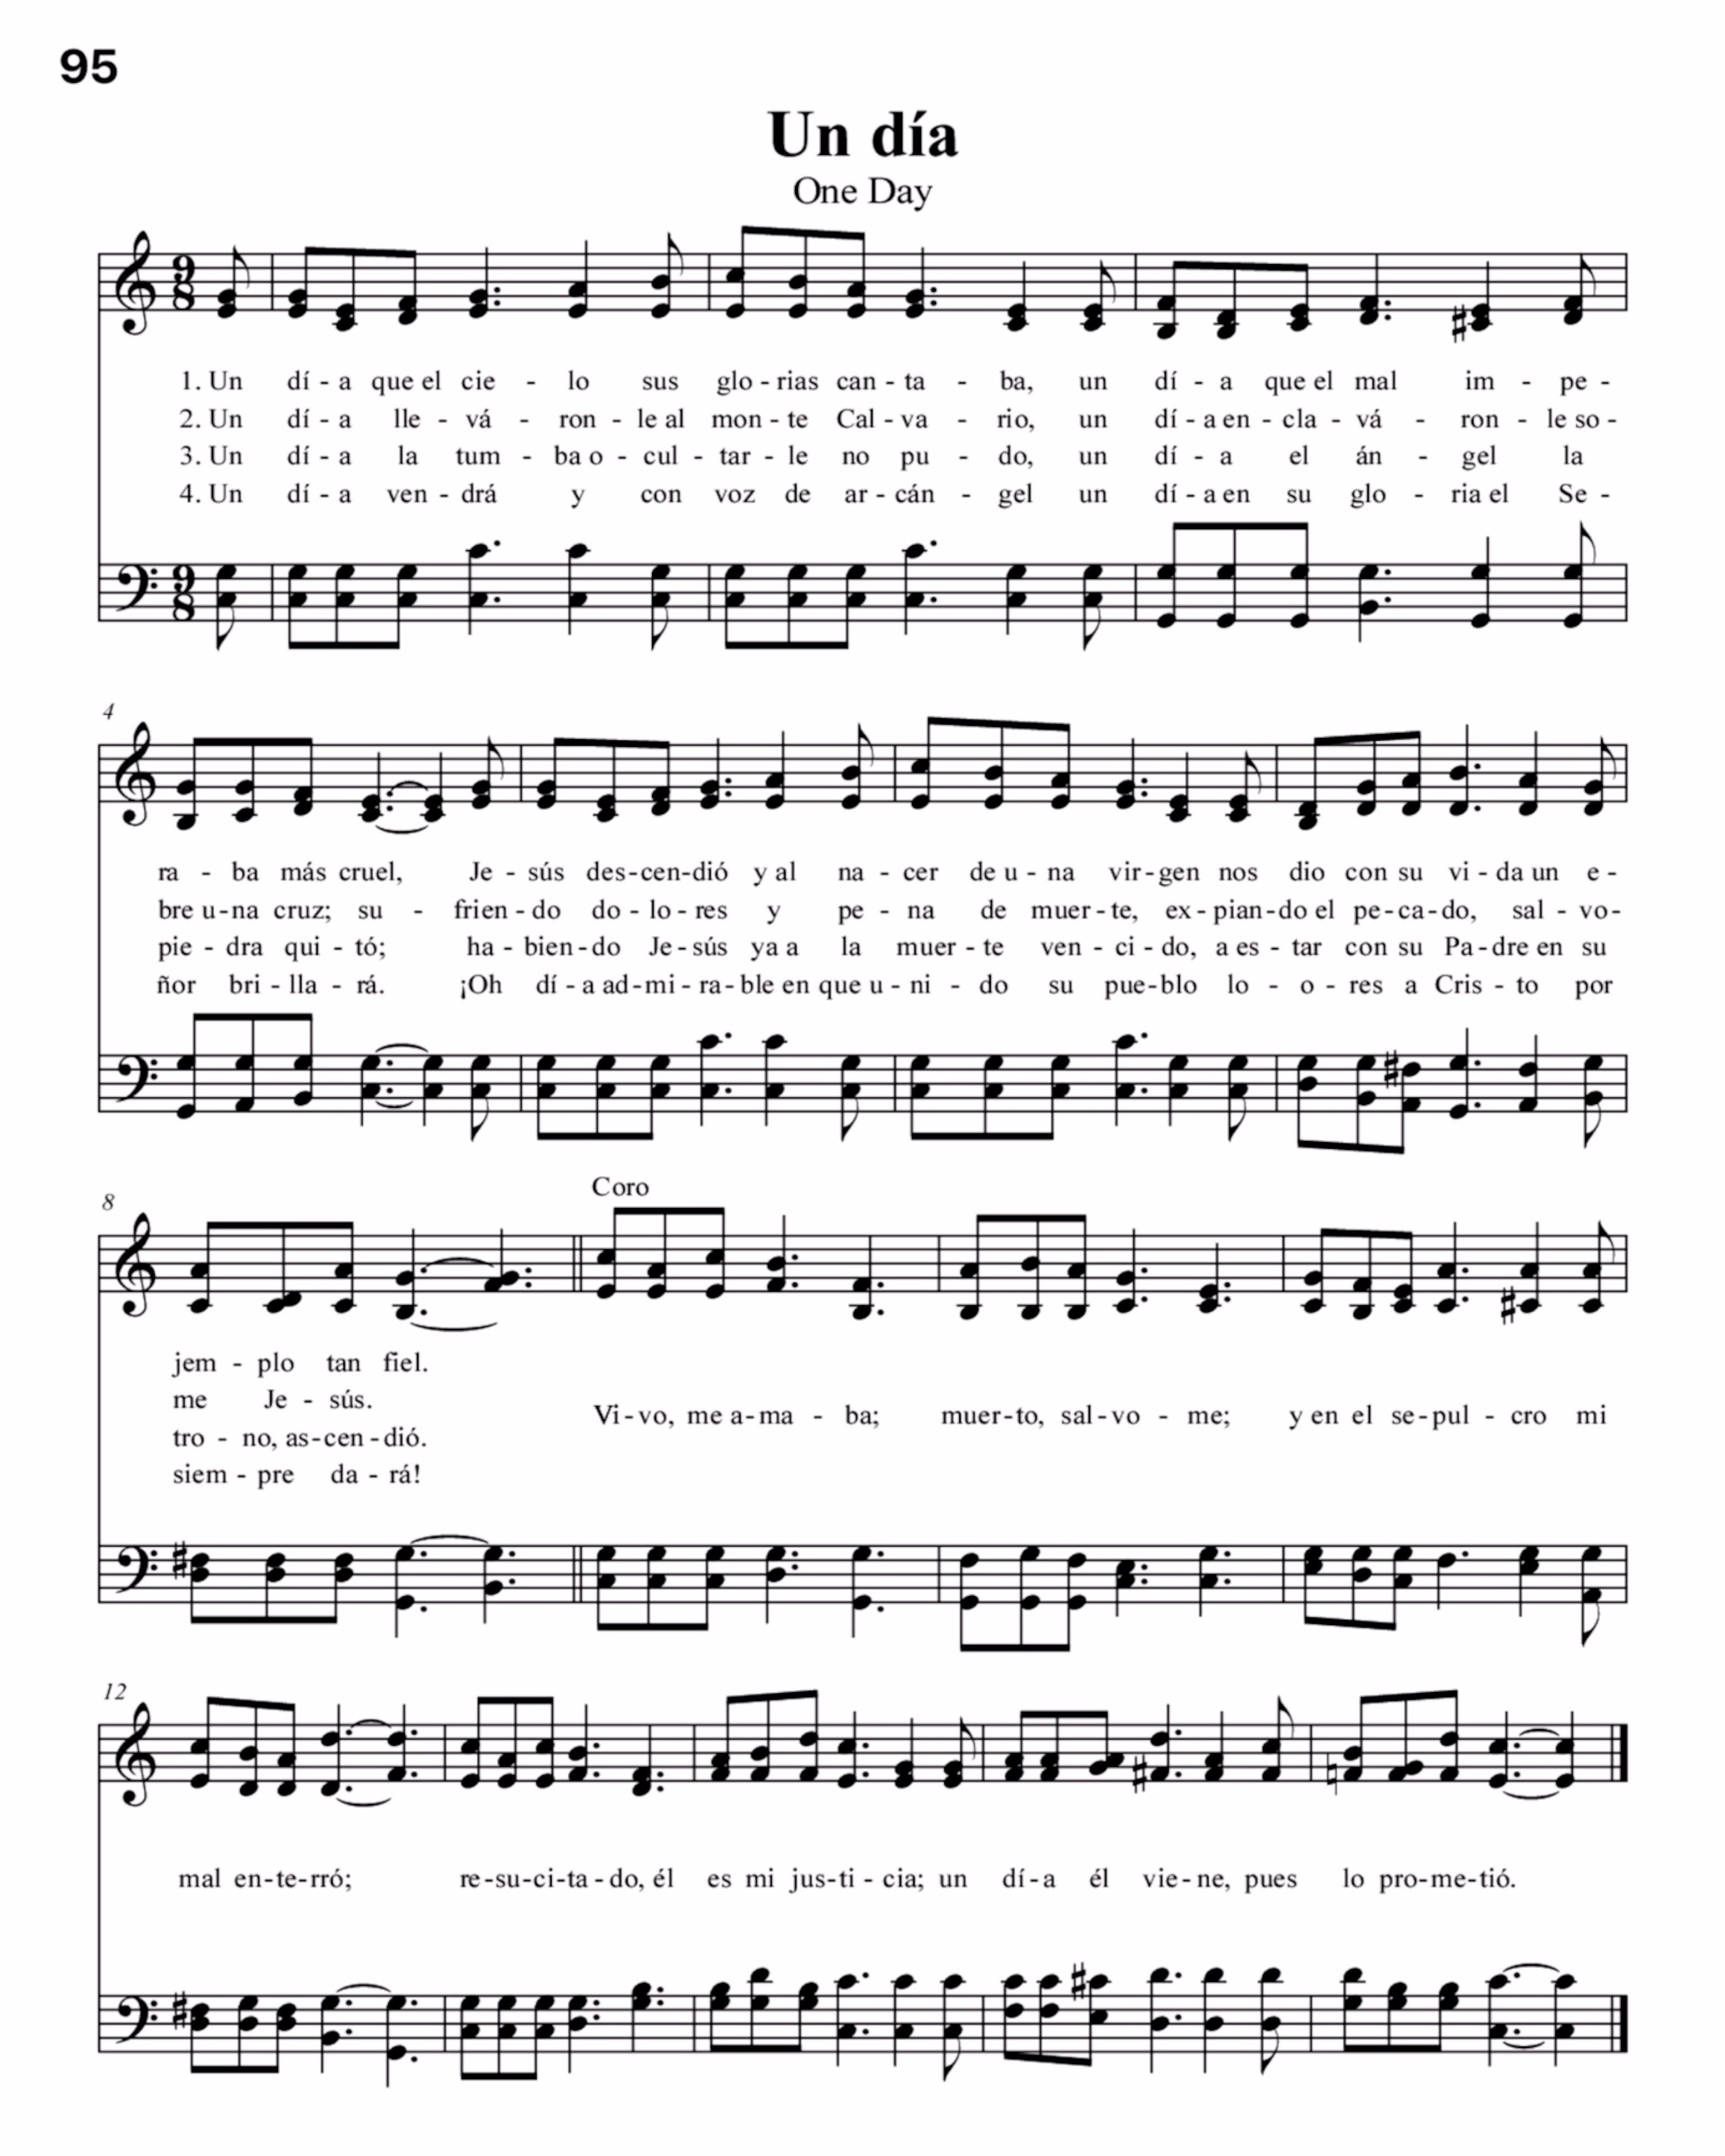 95
Un día
One Day
9 8
1. Un dí - a que el cie - lo sus glo - rias can - ta - ba, un dí - a que el mal im - pe -
2. Un dí - a lle - vá - ron - le al mon - te Cal - va - rio, un dí - a en - cla - vá - ron - le so -
3. Un dí - a la tum - ba o - cul - tar - le no pu - do, un dí - a el án - gel la
4. Un dí - a ven - drá y con voz de ar - cán - gel un dí - a en su glo - ria el Se -
9 8
4
ra - ba más cruel, Je - sús des - cen - dió y al na - cer de u - na vir - gen nos dio con su vi - da un e -
bre u - na cruz; su - frien - do do - lo - res y pe - na de muer - te, ex - pian - do el pe - ca - do, sal - vo -
pie - dra qui - tó; ha - bien - do Je - sús ya a la muer - te ven - ci - do, a es - tar con su Pa - dre en su
ñor bri - lla - rá. ¡Oh dí - a ad - mi - ra - ble en que u - ni - do su pue - blo lo - o - res a Cris - to por
8
Coro
jem - plo tan fiel.
me Je - sús.
tro - no, as - cen - dió.
siem - pre da - rá!
Vi - vo, me a - ma - ba; muer - to, sal - vo - me; y en el se - pul - cro mi
12
mal en - te - rró; re - su - ci - ta - do, él es mi jus - ti - cia; un dí - a él vie - ne, pues lo pro - me - tió.